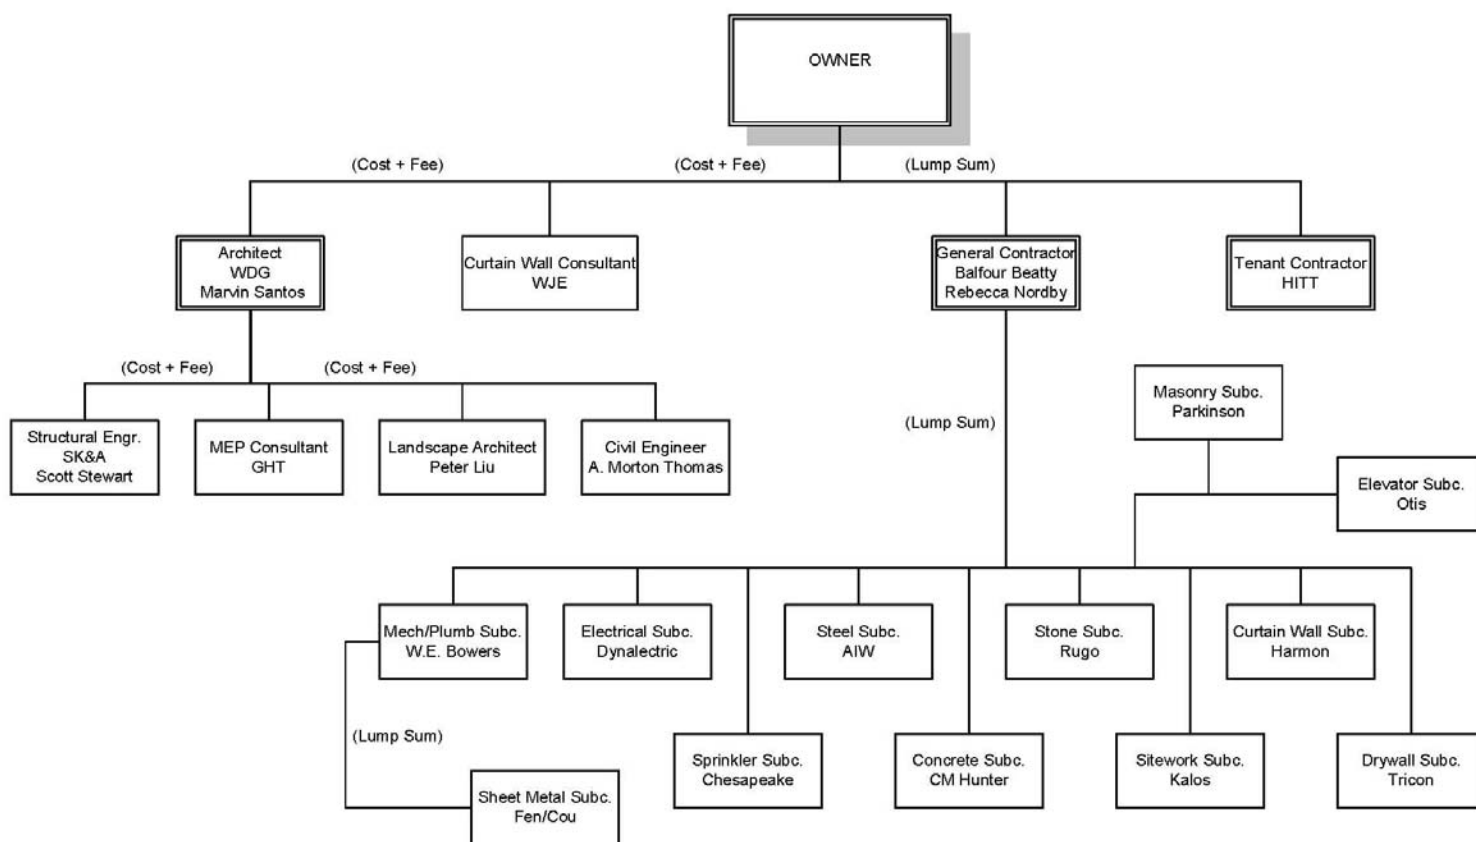 OWNER
(Cost + Fee)
(Cost + Fee)
(Lump Sum)
Architect
WDG
Marvin Santos
Curtain Wall Consultant
WJE
General Contractor
Balfour Beatty
Rebecca Nordby
Tenant Contractor
HITT
(Cost + Fee)
(Cost + Fee)
Structural Engr.
SK&A
Scott Stewart
MEP Consultant
GHT
Landscape Architect
Peter Liu
Civil Engineer
A. Morton Thomas
(Lump Sum)
Masonry Subc.
Parkinson
Elevator Subc.
Otis
Mech/Plumb Subc.
W.E. Bowers
Electrical Subc.
Dynalectric
Steel Subc.
AIW
Stone Subc.
Rugo
Curtain Wall Subc.
Harmon
(Lump Sum)
Sheet Metal Subc.
Fen/Cou
Sprinkler Subc.
Chesapeake
Concrete Subc.
CM Hunter
Sitework Subc.
Kalos
Drywall Subc.
Tricon